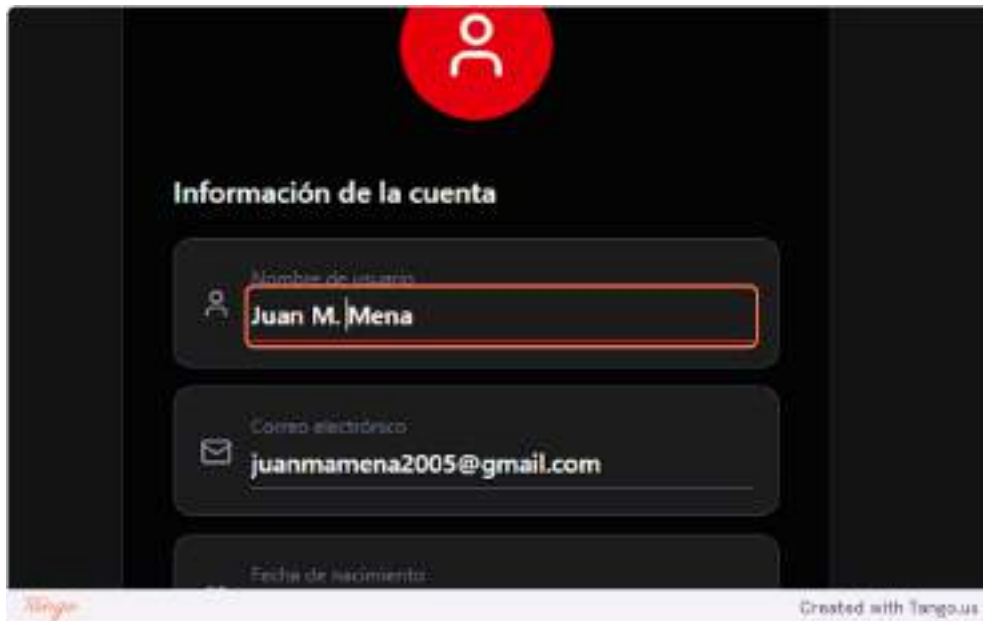 Información de la cuenta
Nombre de usuario
Juan M. Mena
Correo electrónico
juanmamena2005@gmail.com
Fecha de nacimiento
Tango
Created with Tango.us